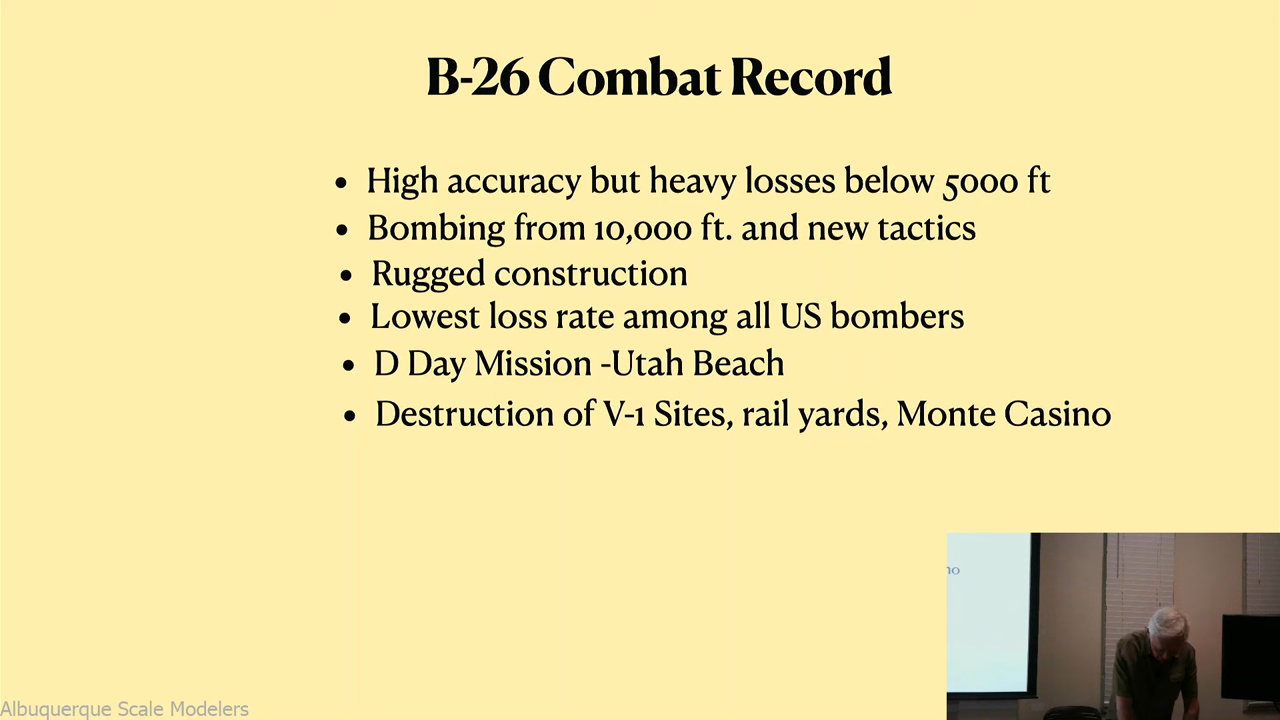 B-26 Combat Record
• High accuracy but heavy losses below 5000 ft
• Bombing from 10,000 ft. and new tactics
• Rugged construction
• Lowest loss rate among all US bombers
• D Day Mission -Utah Beach
• Destruction of V-1 Sites, rail yards, Monte Casino
no
Albuquerque Scale Modelers